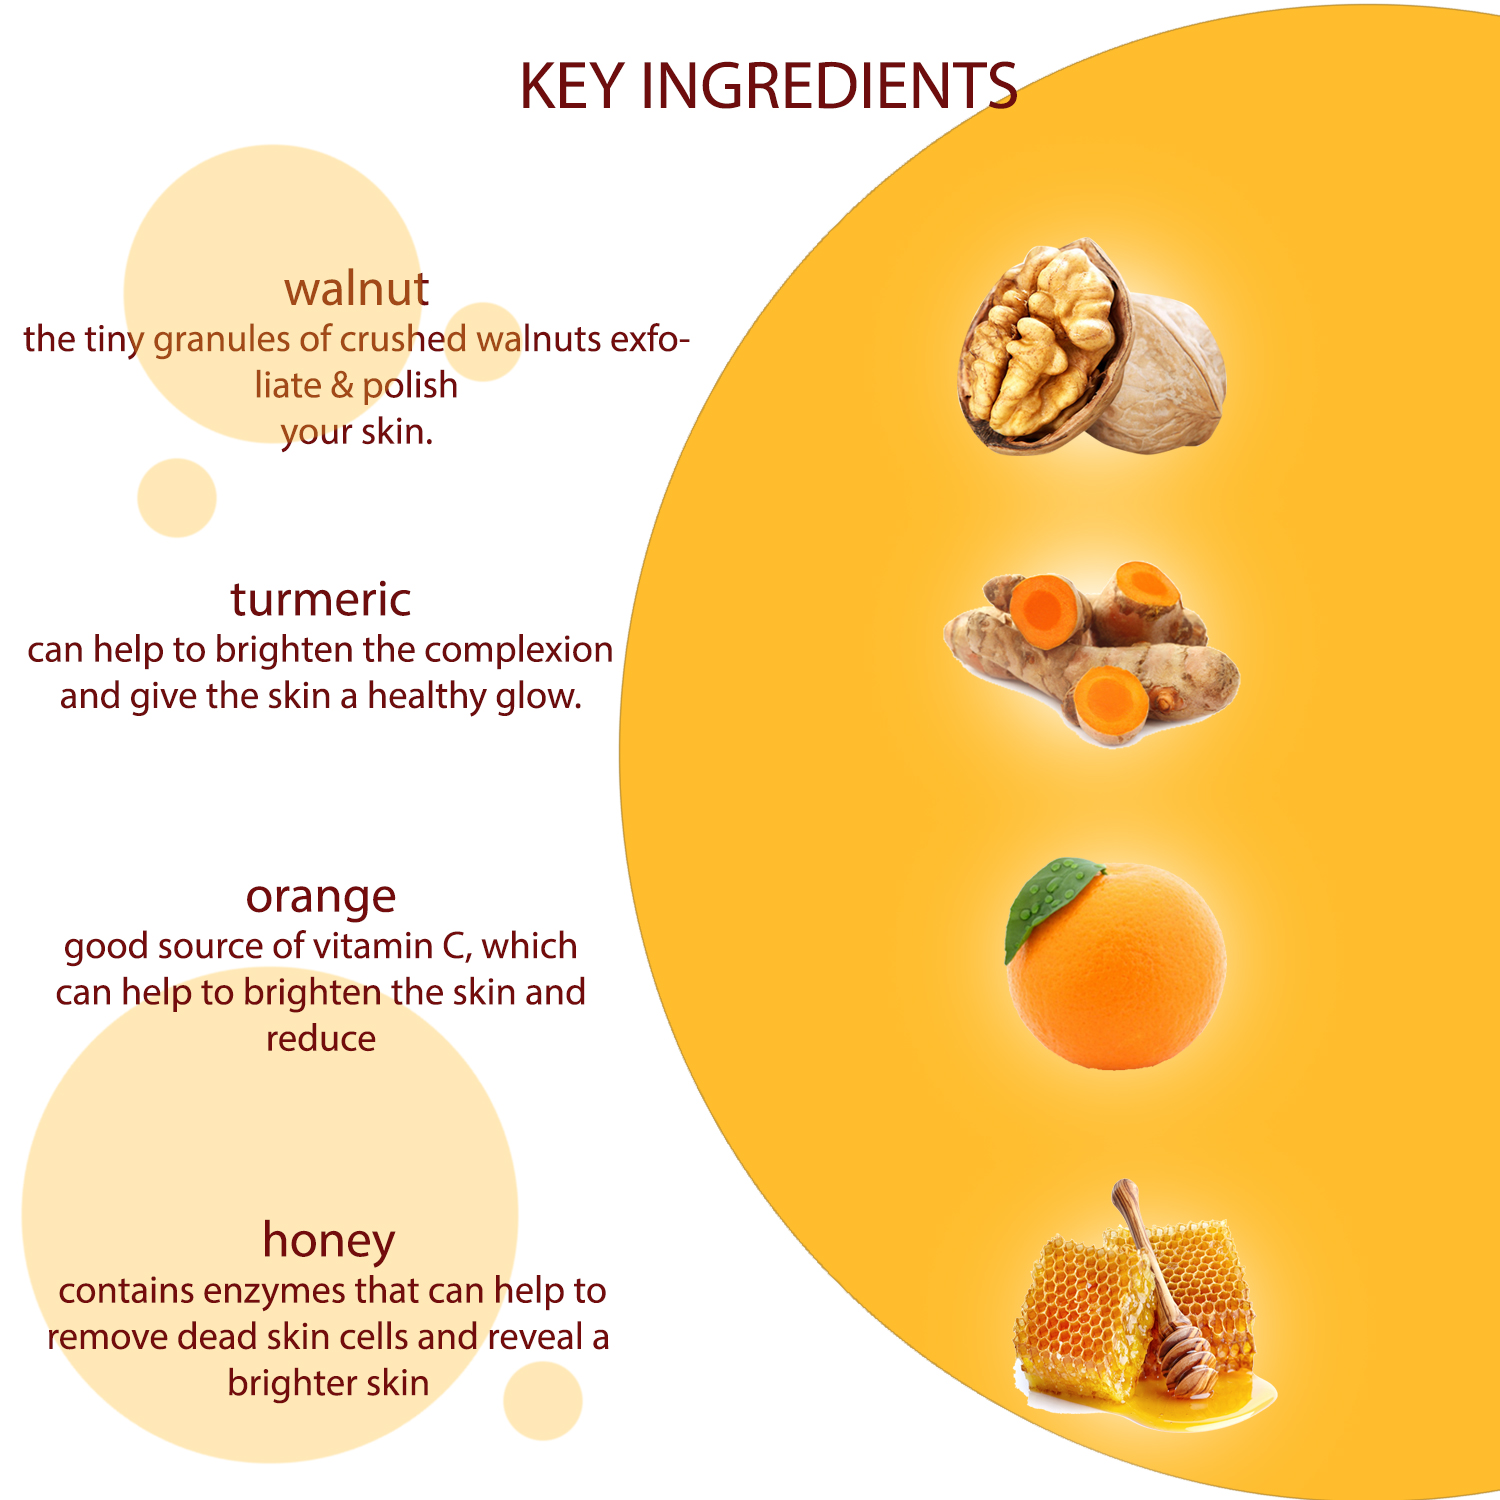 KEY INGREDIENTS
walnut
the tiny granules of crushed walnuts exfo-
liate & polish
your skin.
turmeric
can help to brighten the complexion
and give the skin a healthy glow.
orange
good source of vitamin C, which
can help to brighten the skin and
reduce
honey
contains enzymes that can help to
remove dead skin cells and reveal a
brighter skin